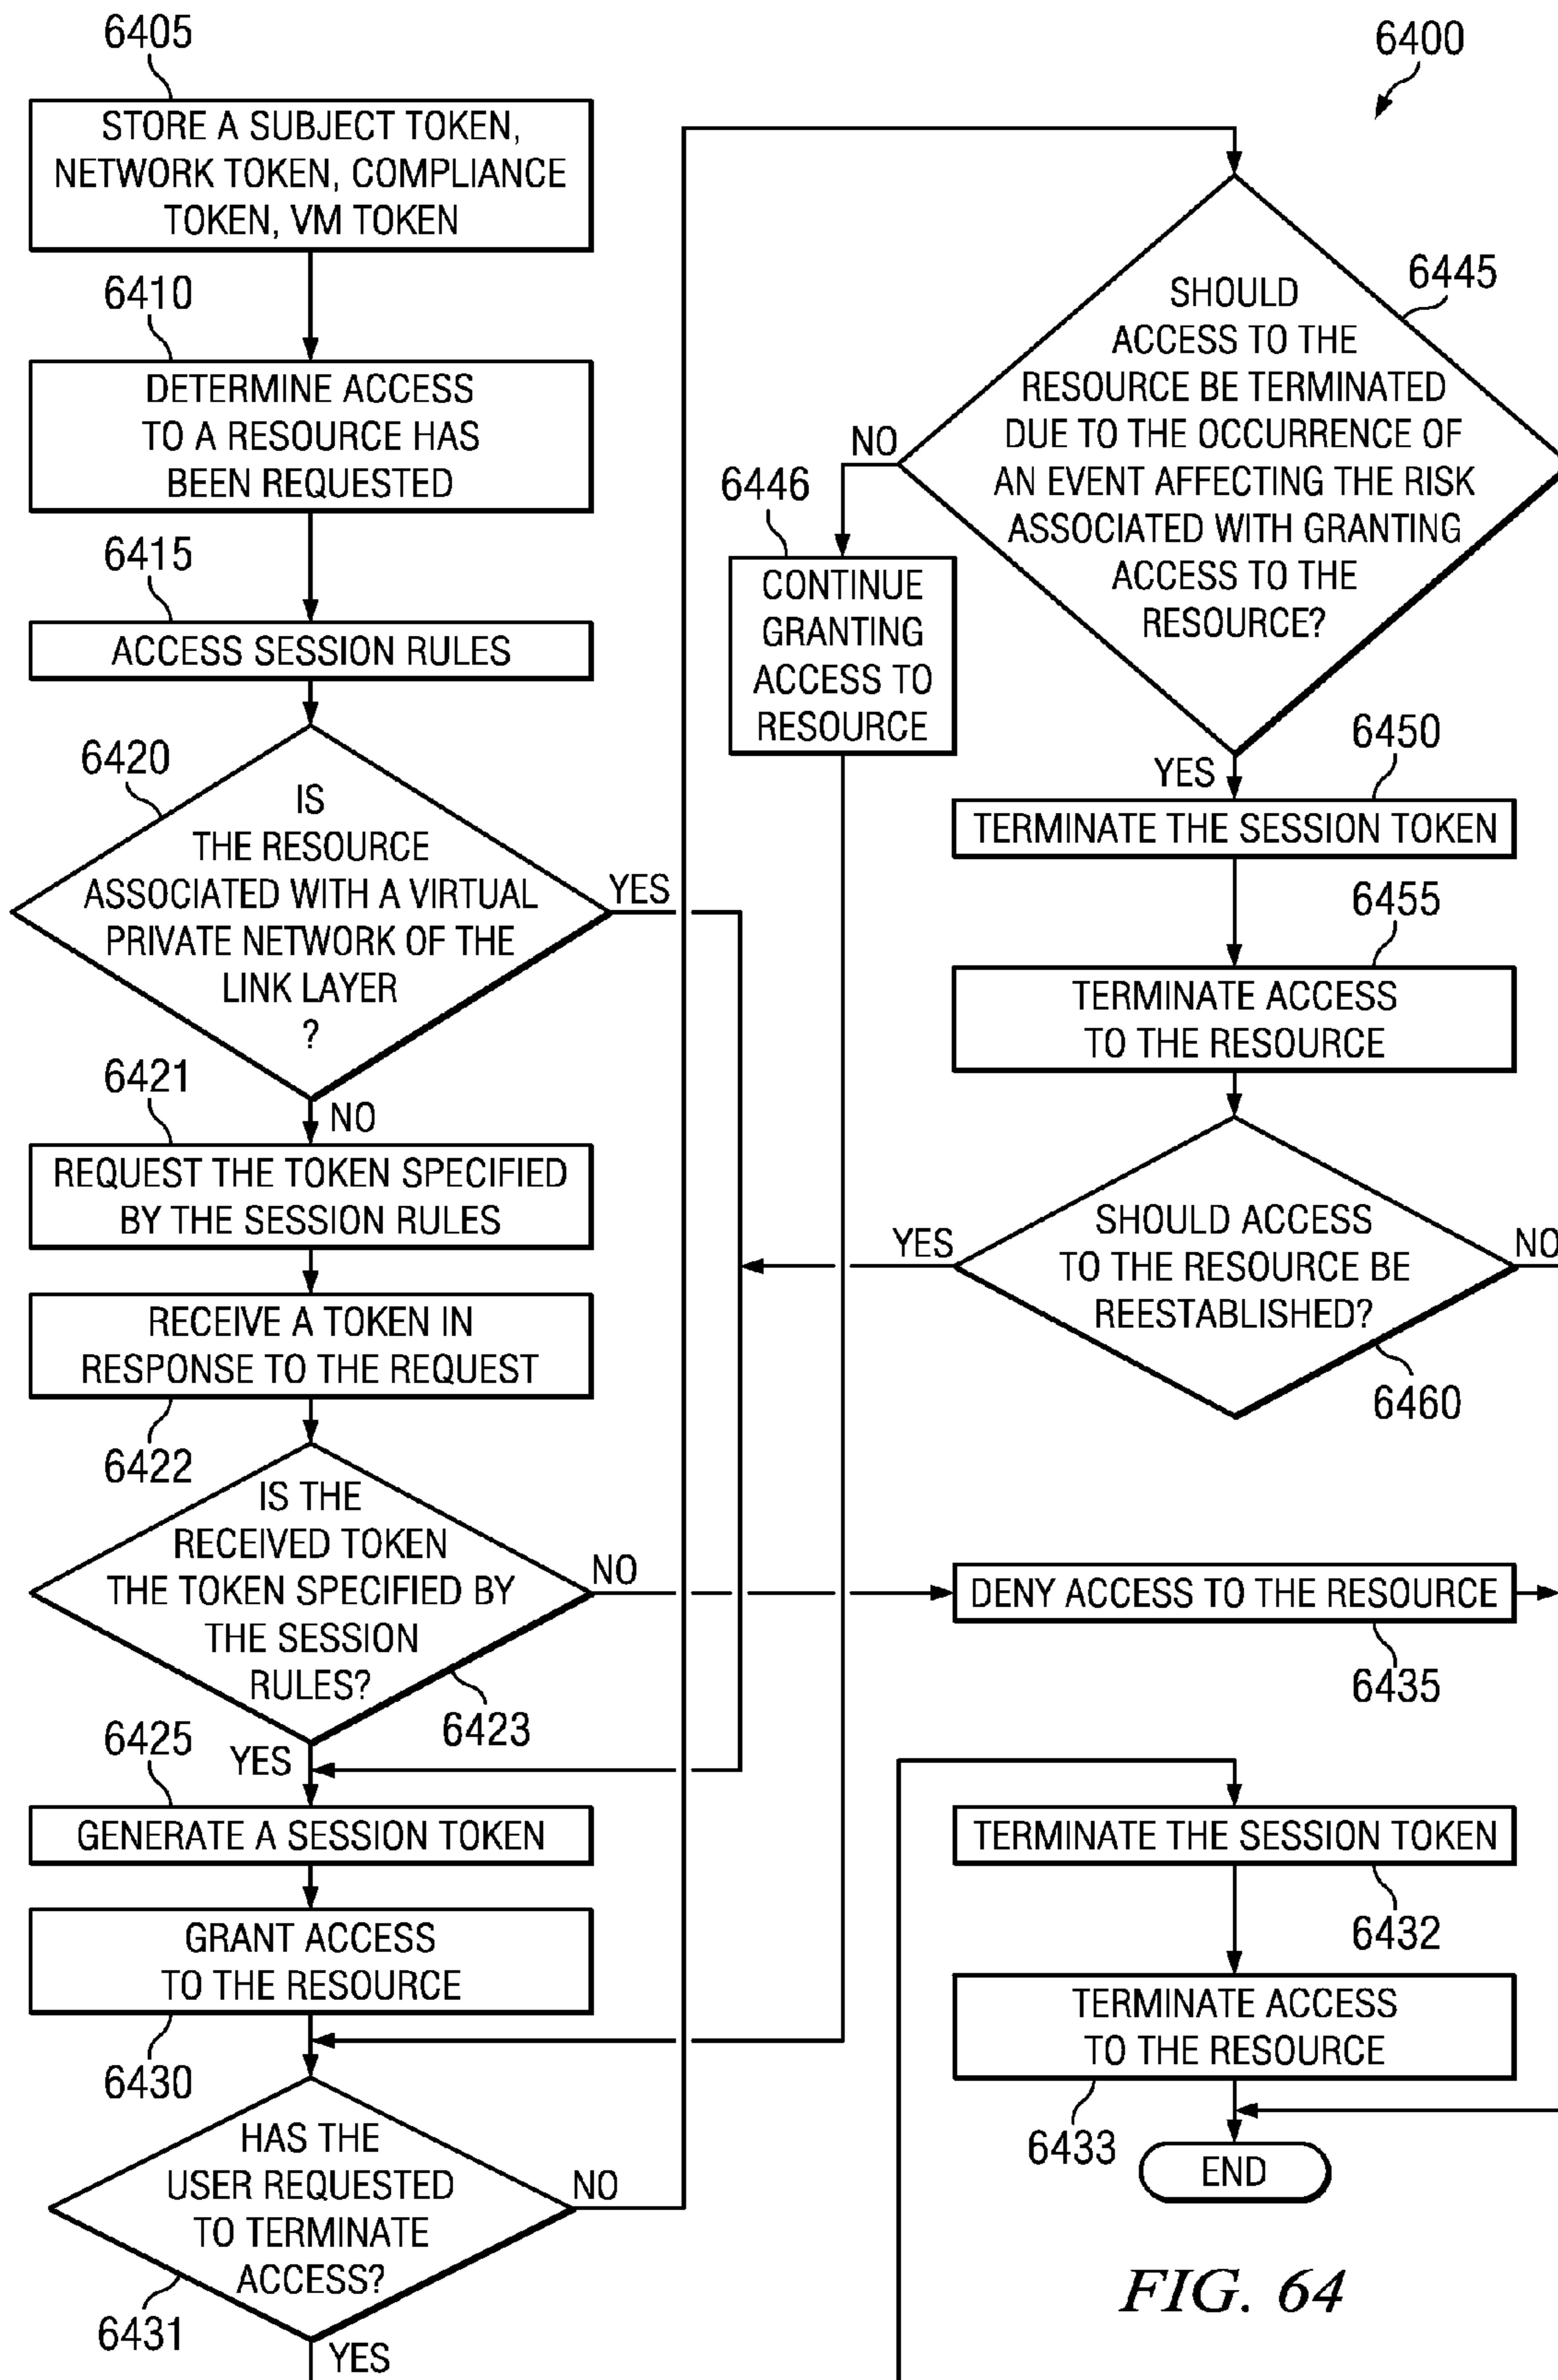 6405
STORE A SUBJECT TOKEN,
NETWORK TOKEN, COMPLIANCE
TOKEN, VM TOKEN
6410
DETERMINE ACCESS
TO A RESOURCE HAS
BEEN REQUESTED
6415
ACCESS SESSION RULES
6420
IS
THE RESOURCE
ASSOCIATED WITH A VIRTUAL
PRIVATE NETWORK OF THE
LINK LAYER
?
YES
6421
NO
REQUEST THE TOKEN SPECIFIED
BY THE SESSION RULES
RECEIVE A TOKEN IN
RESPONSE TO THE REQUEST
6422
IS THE
RECEIVED TOKEN
THE TOKEN SPECIFIED BY
THE SESSION
RULES?
NO
6423
6425
YES
GENERATE A SESSION TOKEN
GRANT ACCESS
TO THE RESOURCE
6430
HAS THE
USER REQUESTED
TO TERMINATE
ACCESS?
NO
6431
YES
6400
6445
SHOULD
ACCESS TO THE
RESOURCE BE TERMINATED
DUE TO THE OCCURRENCE OF
AN EVENT AFFECTING THE RISK
ASSOCIATED WITH GRANTING
ACCESS TO THE
RESOURCE?
NO
6446
CONTINUE
GRANTING
ACCESS TO
RESOURCE
YES
6450
TERMINATE THE SESSION TOKEN
6455
TERMINATE ACCESS
TO THE RESOURCE
YES
SHOULD ACCESS
TO THE RESOURCE BE
REESTABLISHED?
NO
6460
DENY ACCESS TO THE RESOURCE
6435
TERMINATE THE SESSION TOKEN
6432
TERMINATE ACCESS
TO THE RESOURCE
6433
END
FIG. 64